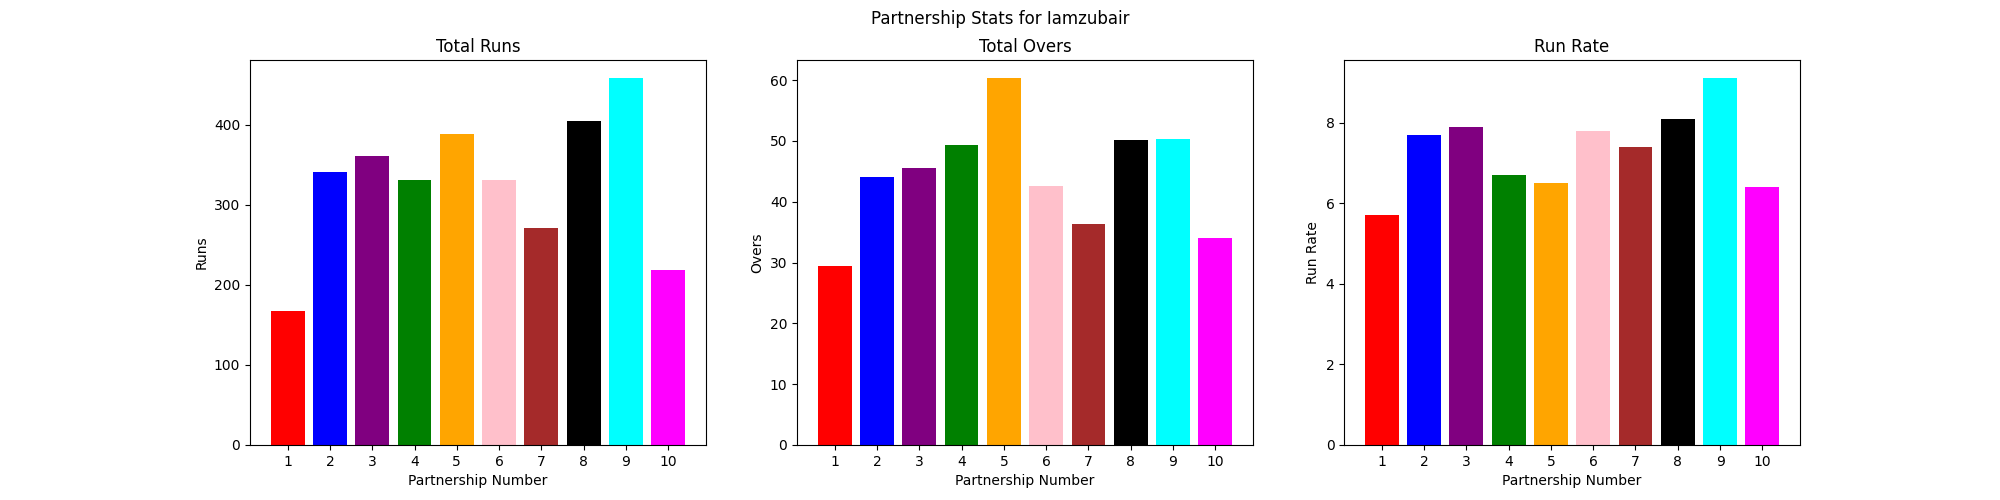 Partnership Stats for Iamzubair
Total Runs
Runs
400
300
200
100
0
1 2 3 4 5 6 7 8 9 10
Partnership Number
Total Overs
Overs
60
50
40
30
20
10
0
1 2 3 4 5 6 7 8 9 10
Partnership Number
Run Rate
Run Rate
8
6
4
2
0
1 2 3 4 5 6 7 8 9 10
Partnership Number